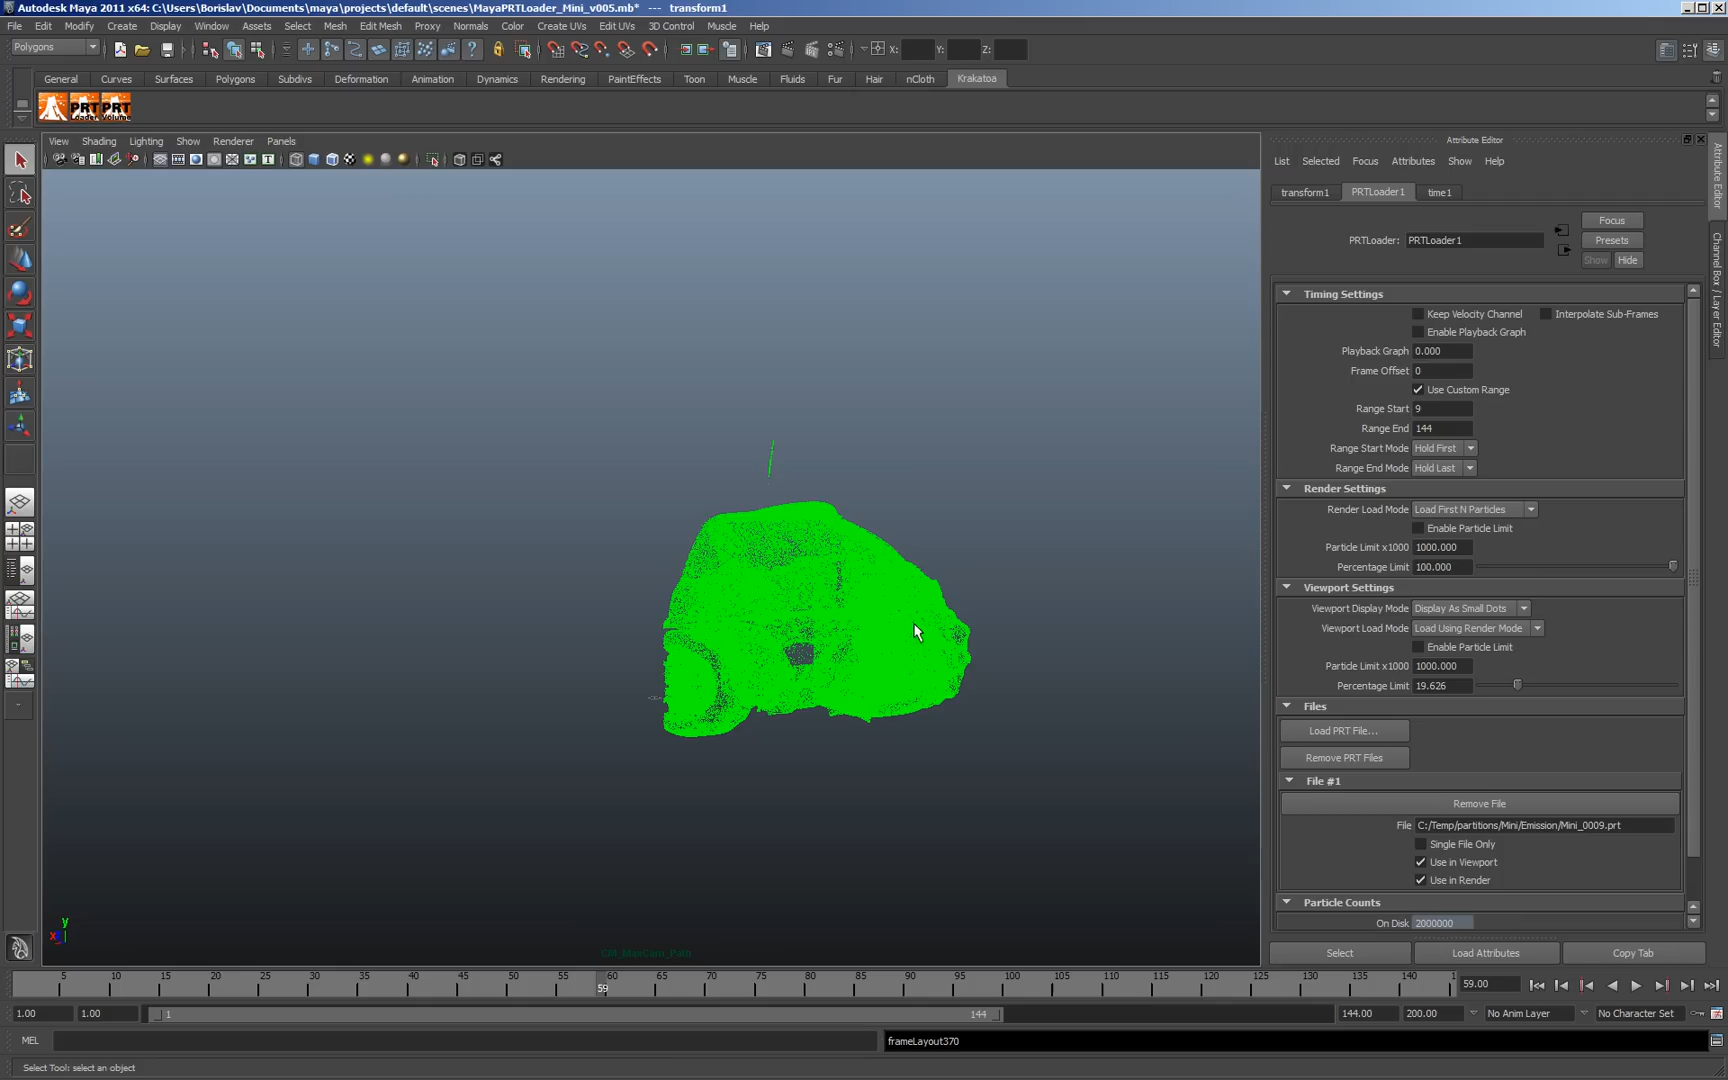 Autodesk Maya 2011 x64: C:\Users\Borislav\Documents\maya\projects\default\scenes\MayaPRTLoader_Mini_v005.mb* --- transform1
File Edit Modify Create Display Window Assets Select Mesh Edit Mesh Proxy Normals Color Create UVs Edit UVs 3D Control Muscle Help
Polygons X: Y: Z:
General Curves Surfaces Polygons Subdivs Deformation Animation Dynamics Rendering PaintEffects Toon Muscle Fluids Fur Hair nCloth Krakatoa
PRT PRT
Loader Volume
View Shading Lighting Show Renderer Panels
Attribute Editor
List Selected Focus Attributes Show Help
transform1 PRTLoader1 time1
Focus
PRTLoader: PRTLoader1 Presets
Show Hide
Attribute Editor
Channel Box / Layer Editor
Timing Settings
Keep Velocity Channel Interpolate Sub-Frames
Enable Playback Graph
Playback Graph 0.000
Frame Offset 0
Use Custom Range
Range Start 9
Range End 144
Range Start Mode Hold First
Range End Mode Hold Last
Render Settings
Render Load Mode Load First N Particles
Enable Particle Limit
Particle Limit x1000 1000.000
Percentage Limit 100.000
Viewport Settings
Viewport Display Mode Display As Small Dots
Viewport Load Mode Load Using Render Mode
Enable Particle Limit
Particle Limit x1000 1000.000
Percentage Limit 19.626
Files
Load PRT File...
Remove PRT Files
File #1
Remove File
File C:/Temp/partitions/Mini/Emission/Mini_0009.prt
Single File Only
Use in Viewport
Use in Render
Particle Counts
On Disk 2000000
y
x
Select Load Attributes Copy Tab
5 10 15 20 25 30 35 40 45 50 55 60 65 70 75 80 85 90 95 100 105 110 115 120 125 130 135 140 1
59 59.00
1.00 1.00 1 144 144.00 200.00 No Anim Layer No Character Set
MEL frameLayout370
Select Tool: select an object